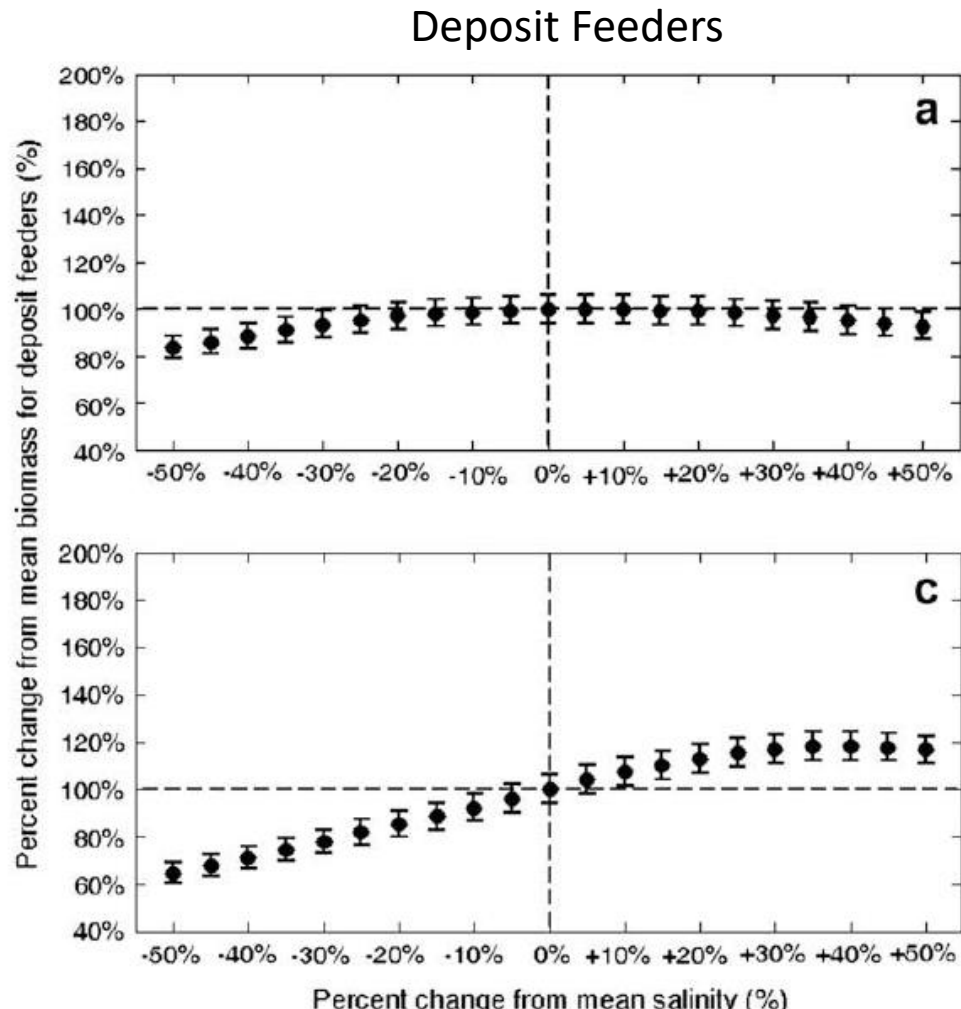 Deposit Feeders
Percent change from mean biomass for deposit feeders (%)
a
200%
180%
160%
140%
120%
100%
80%
60%
40%
-50% -40% -30% -20% -10% 0% +10% +20% +30% +40% +50%
c
200%
180%
160%
140%
120%
100%
80%
60%
40%
-50% -40% -30% -20% -10% 0% +10% +20% +30% +40% +50%
Percent change from mean salinity (%)